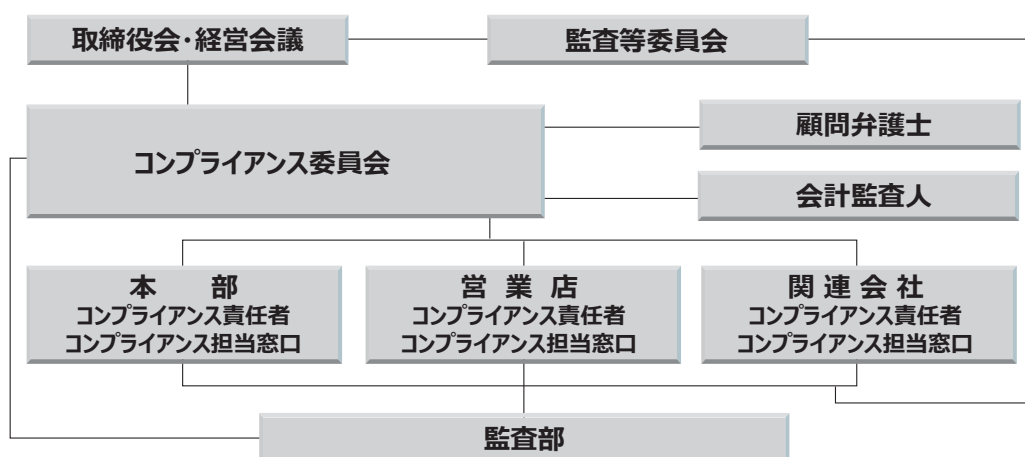 取締役会・経営会議
監査等委員会
顧問弁護士
コンプライアンス委員会
会計監査人
本　部
コンプライアンス責任者
コンプライアンス担当窓口
営 業 店
コンプライアンス責任者
コンプライアンス担当窓口
関 連 会 社
コンプライアンス責任者
コンプライアンス担当窓口
監査部